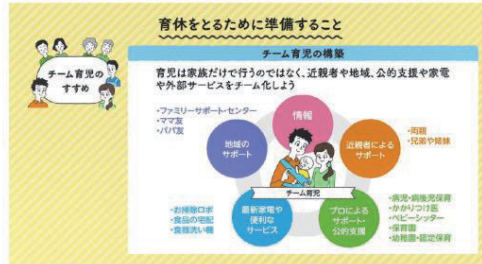 育休をとるために準備すること
チーム育児の
すすめ
チーム育児の構築
育児は家族だけで行うのではなく、近親者や地域、公的支援や家電
や外部サービスをチーム化しよう
・ファミリーサポート・センター
・ママ友
・パパ友
情報
地域の
サポート
近親者による
サポート
・両親
・兄弟や姉妹
チーム育児
・お掃除ロボ
・食品の宅配
・食器洗い機
最新家電や
便利な
サービス
プロによる
サポート・
公的支援
・病児・病後児保育
・かかりつけ医
・ベビーシッター
・保育園
・幼稚園・認定保育